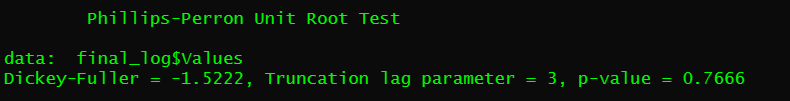 Phillips-Perron Unit Root Test
data:  final_log$Values
Dickey-Fuller = -1.5222, Truncation lag parameter = 3, p-value = 0.7666